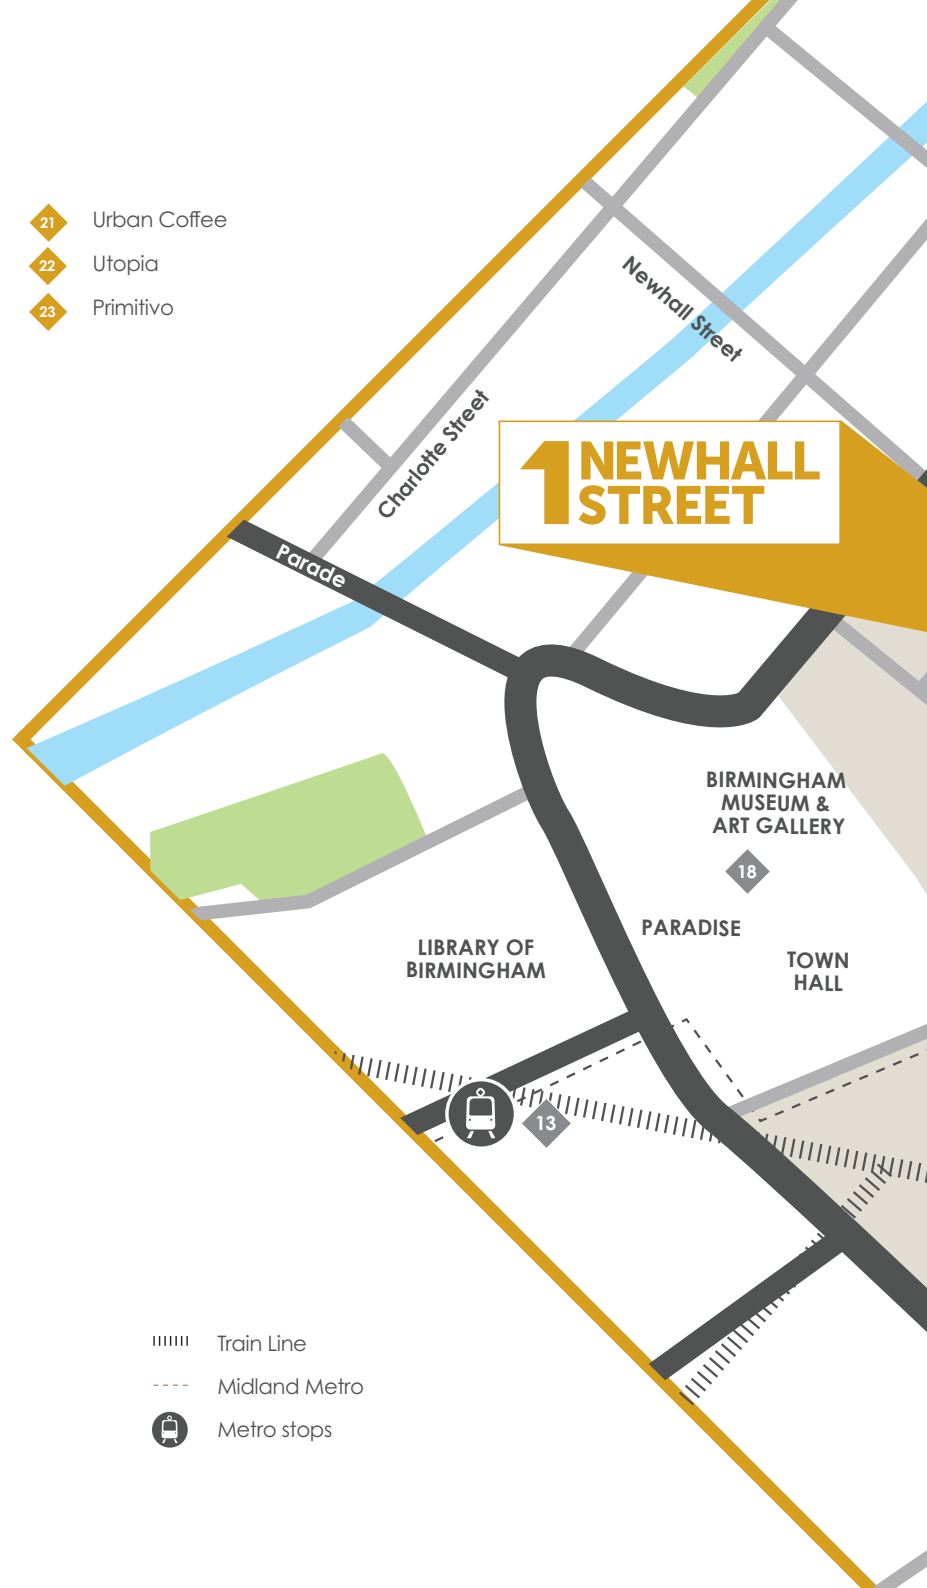 21 Urban Coffee
22 Utopia
23 Primitivo
Newhall Street
Charlotte Street
1 NEWHALL
STREET
Parade
BIRMINGHAM
MUSEUM &
ART GALLERY
18
PARADISE
LIBRARY OF
BIRMINGHAM
TOWN
HALL
13
Train Line
Midland Metro
Metro stops